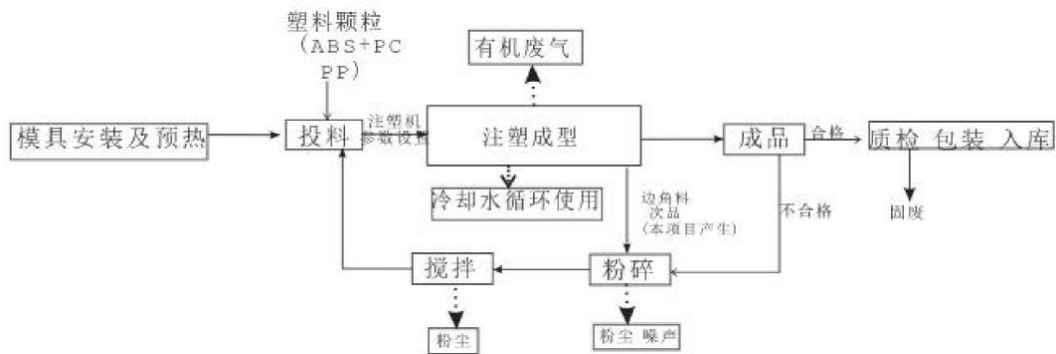 塑料颗粒
(ABS+PC
PP)
有机废气
模具安装及预热
投料
注塑机
参数设置
注塑成型
成品
合格
质检 包装 入库
冷却水循环使用
边角料
次品
(本项目产生)
不合格
固废
搅拌
粉碎
粉尘
粉尘 噪声